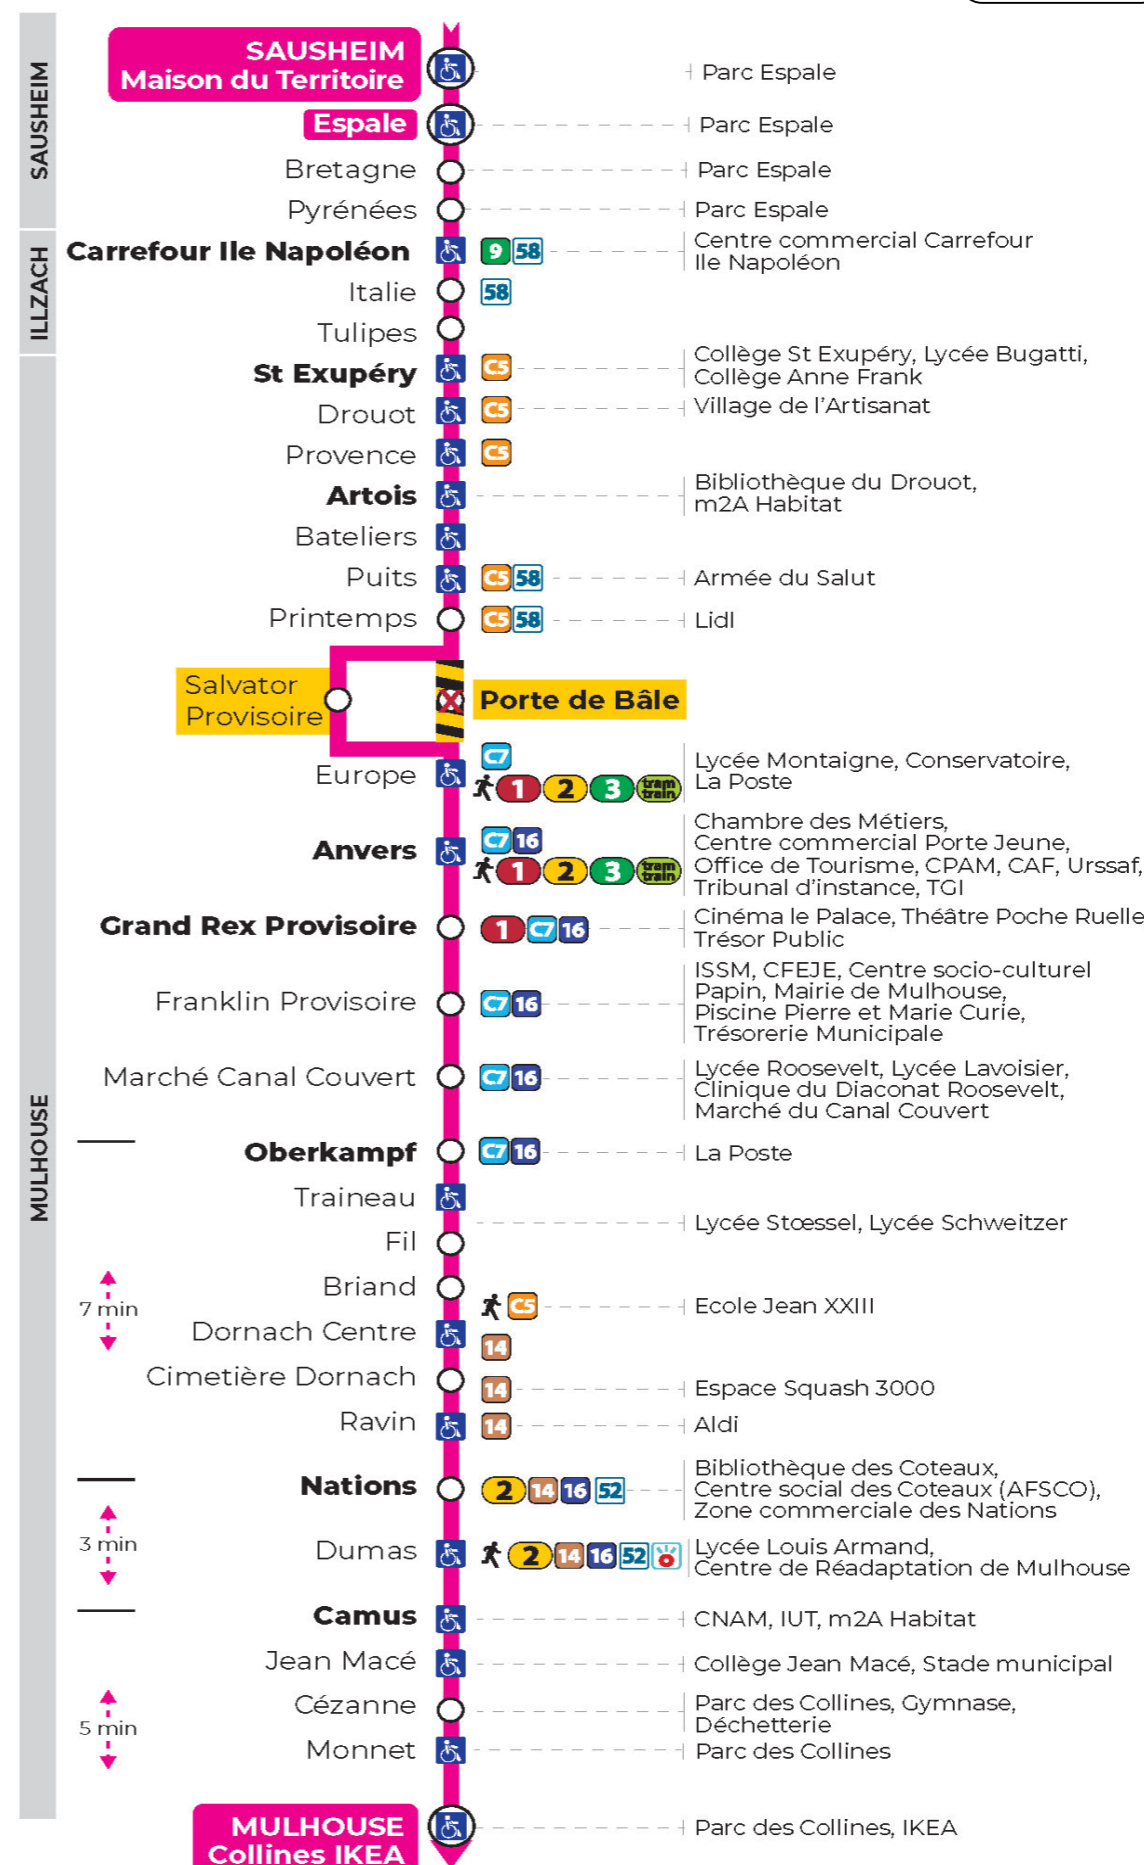 SAUSHEIM
SAUSHEIM
Maison du Territoire
Parc Espale
Espale
Parc Espale
Bretagne
Parc Espale
Pyrénées
Parc Espale
ILLZACH
Carrefour Ile Napoléon
9 58
Centre commercial Carrefour
Ile Napoléon
Italie
58
Tulipes
MULHOUSE
St Exupéry
C5
Collège St Exupéry, Lycée Bugatti,
Collège Anne Frank
Drouot
C5
Village de l'Artisanat
Provence
C5
Artois
Bibliothèque du Drouot,
m2A Habitat
Bateliers
Puits
C5 58
Armée du Salut
Printemps
C5 58
Lidl
Salvator
Provisoire
Porte de Bâle
Europe
C7
1 2 3 tram train
Lycée Montaigne, Conservatoire,
La Poste
Anvers
C7 16
1 2 3 tram train
Chambre des Métiers,
Centre commercial Porte Jeune,
Office de Tourisme, CPAM, CAF, Urssaf,
Tribunal d'instance, TGI
Grand Rex Provisoire
1 C7 16
Cinéma le Palace, Théâtre Poche Ruelle
Trésor Public
Franklin Provisoire
C7 16
ISSM, CFEJE, Centre socio-culturel
Papin, Mairie de Mulhouse,
Piscine Pierre et Marie Curie,
Trésorerie Municipale
Marché Canal Couvert
C7 16
Lycée Roosevelt, Lycée Lavoisier,
Clinique du Diaconat Roosevelt,
Marché du Canal Couvert
Oberkampf
C7 16
La Poste
Traineau
Lycée Stœssel, Lycée Schweitzer
Fil
Briand
7 min
C5
Ecole Jean XXIII
Dornach Centre
14
Cimetière Dornach
14
Espace Squash 3000
Ravin
14
Aldi
Nations
2 14 16 52
Bibliothèque des Coteaux,
Centre social des Coteaux (AFSCO),
Zone commerciale des Nations
3 min
Dumas
2 14 16 52
Lycée Louis Armand,
Centre de Réadaptation de Mulhouse
Camus
CNAM, IUT, m2A Habitat
Jean Macé
Collège Jean Macé, Stade municipal
Cézanne
Parc des Collines, Gymnase,
Déchetterie
5 min
Monnet
Parc des Collines
MULHOUSE
Collines IKEA
Parc des Collines, IKEA